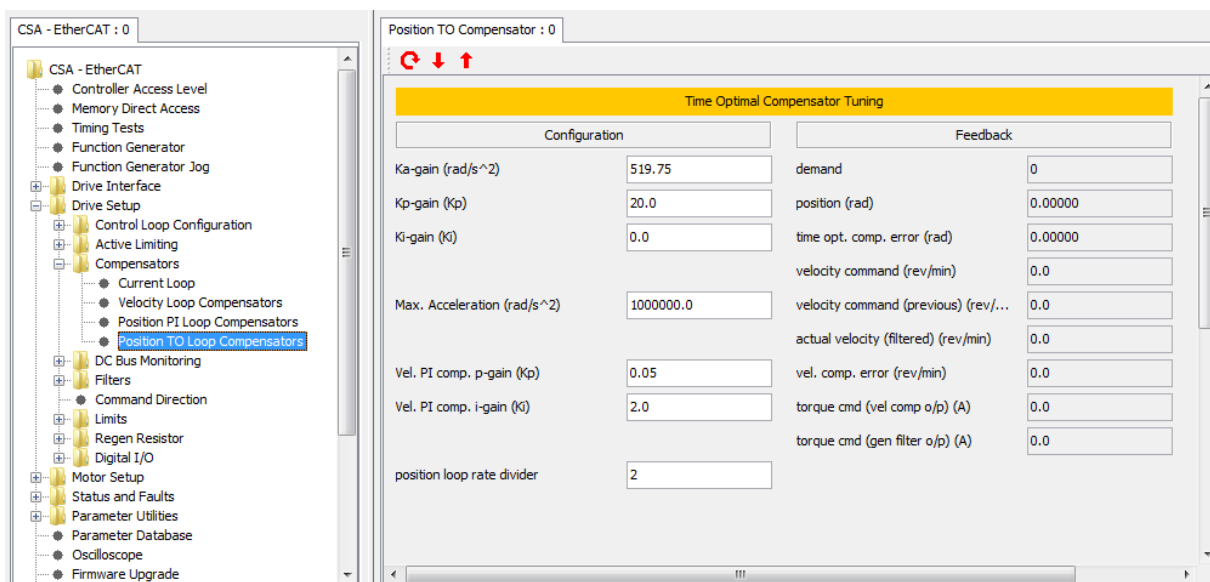 CSA - EtherCAT : 0
CSA - EtherCAT
Controller Access Level
Memory Direct Access
Timing Tests
Function Generator
Function Generator Jog
Drive Interface
Drive Setup
Control Loop Configuration
Active Limiting
Compensators
Current Loop
Velocity Loop Compensators
Position PI Loop Compensators
Position TO Loop Compensators
DC Bus Monitoring
Filters
Command Direction
Limits
Regen Resistor
Digital I/O
Motor Setup
Status and Faults
Parameter Utilities
Parameter Database
Oscilloscope
Firmware Upgrade
Position TO Compensator : 0
Time Optimal Compensator Tuning
Configuration Feedback
Ka-gain (rad/s^2) 519.75 demand 0
Kp-gain (Kp) 20.0 position (rad) 0.00000
Ki-gain (Ki) 0.0 time opt. comp. error (rad) 0.00000
velocity command (rev/min) 0.0
Max. Acceleration (rad/s^2) 1000000.0 velocity command (previous) (rev/... 0.0
actual velocity (filtered) (rev/min) 0.0
Vel. PI comp. p-gain (Kp) 0.05 vel. comp. error (rev/min) 0.0
Vel. PI comp. i-gain (Ki) 2.0 torque cmd (vel comp o/p) (A) 0.0
torque cmd (gen filter o/p) (A) 0.0
position loop rate divider 2